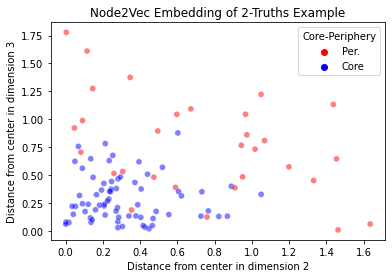 Node2Vec Embedding of 2-Truths Example
Core-Periphery
Per.
Core
Distance from center in dimension 3
1.75
1.50
1.25
1.00
0.75
0.50
0.25
0.00
0.0 0.2 0.4 0.6 0.8 1.0 1.2 1.4 1.6
Distance from center in dimension 2